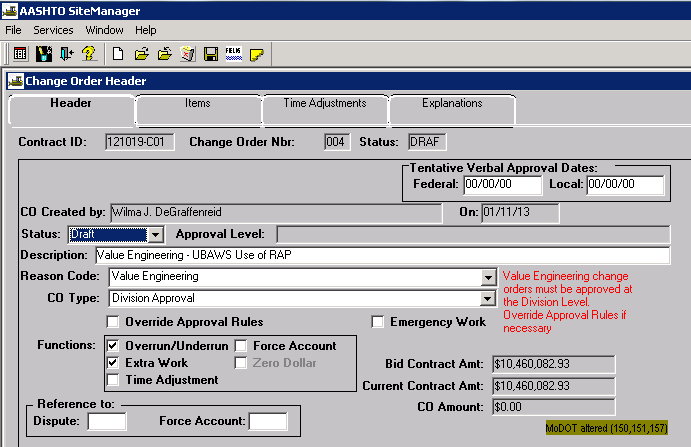 AASHTO SiteManager
File Services Window Help
FELIX
Change Order Header
Header Items Time Adjustments Explanations
Contract ID: 121019-C01 Change Order Nbr: 004 Status: DRAF
Tentative Verbal Approval Dates:
Federal: 00/00/00 Local: 00/00/00
CO Created by: Wilma J. DeGraffenreid On: 01/11/13
Status: Draft Approval Level:
Description: Value Engineering - UBAWS Use of RAP
Reason Code: Value Engineering
CO Type: Division Approval
Value Engineering change
orders must be approved at
the Division Level.
Override Approval Rules if
necessary
Override Approval Rules Emergency Work
Functions: Overrun/Underrun Force Account
Extra Work Zero Dollar
Time Adjustment
Bid Contract Amt: $10,460,082.93
Current Contract Amt: $10,460,082.93
CO Amount: $0.00
Reference to:
Dispute: Force Account:
MoDOT altered (150,151,157)